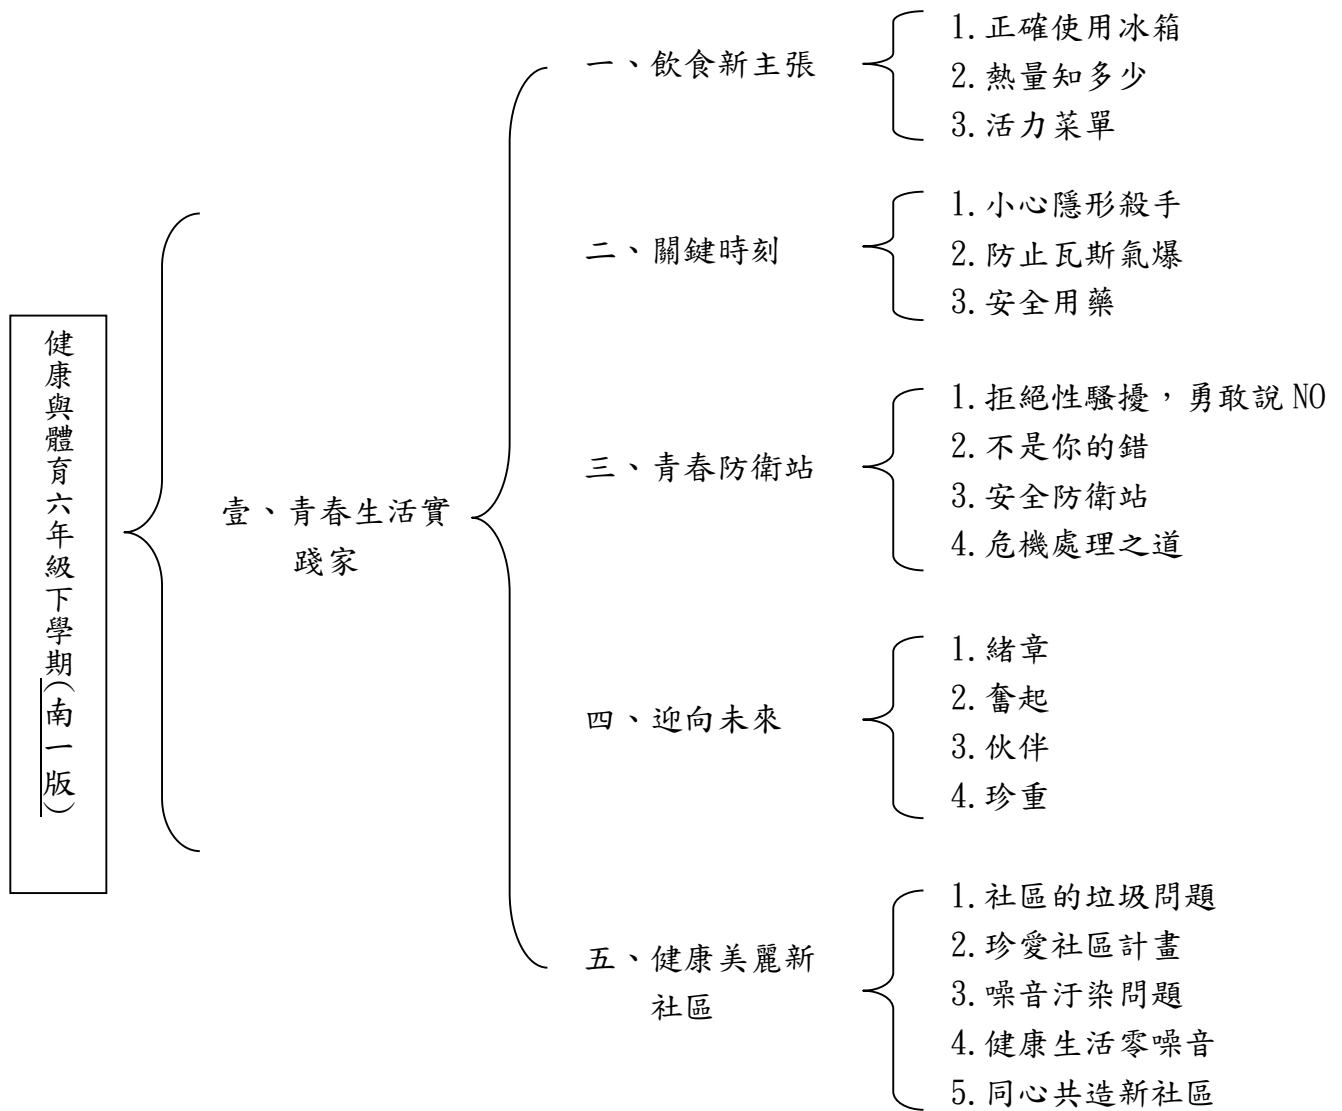 健康與體育六年級下學期(南一版)
壹、青春生活實
踐家
一、飲食新主張
1.正確使用冰箱
2.熱量知多少
3.活力菜單
二、關鍵時刻
1.小心隱形殺手
2.防止瓦斯氣爆
3.安全用藥
三、青春防衛站
1.拒絕性騷擾,勇敢說 NO
2.不是你的錯
3.安全防衛站
4.危機處理之道
四、迎向未來
1.緒章
2.奮起
3.伙伴
4.珍重
五、健康美麗新
社區
1.社區的垃圾問題
2.珍愛社區計畫
3.噪音汙染問題
4.健康生活零噪音
5.同心共造新社區